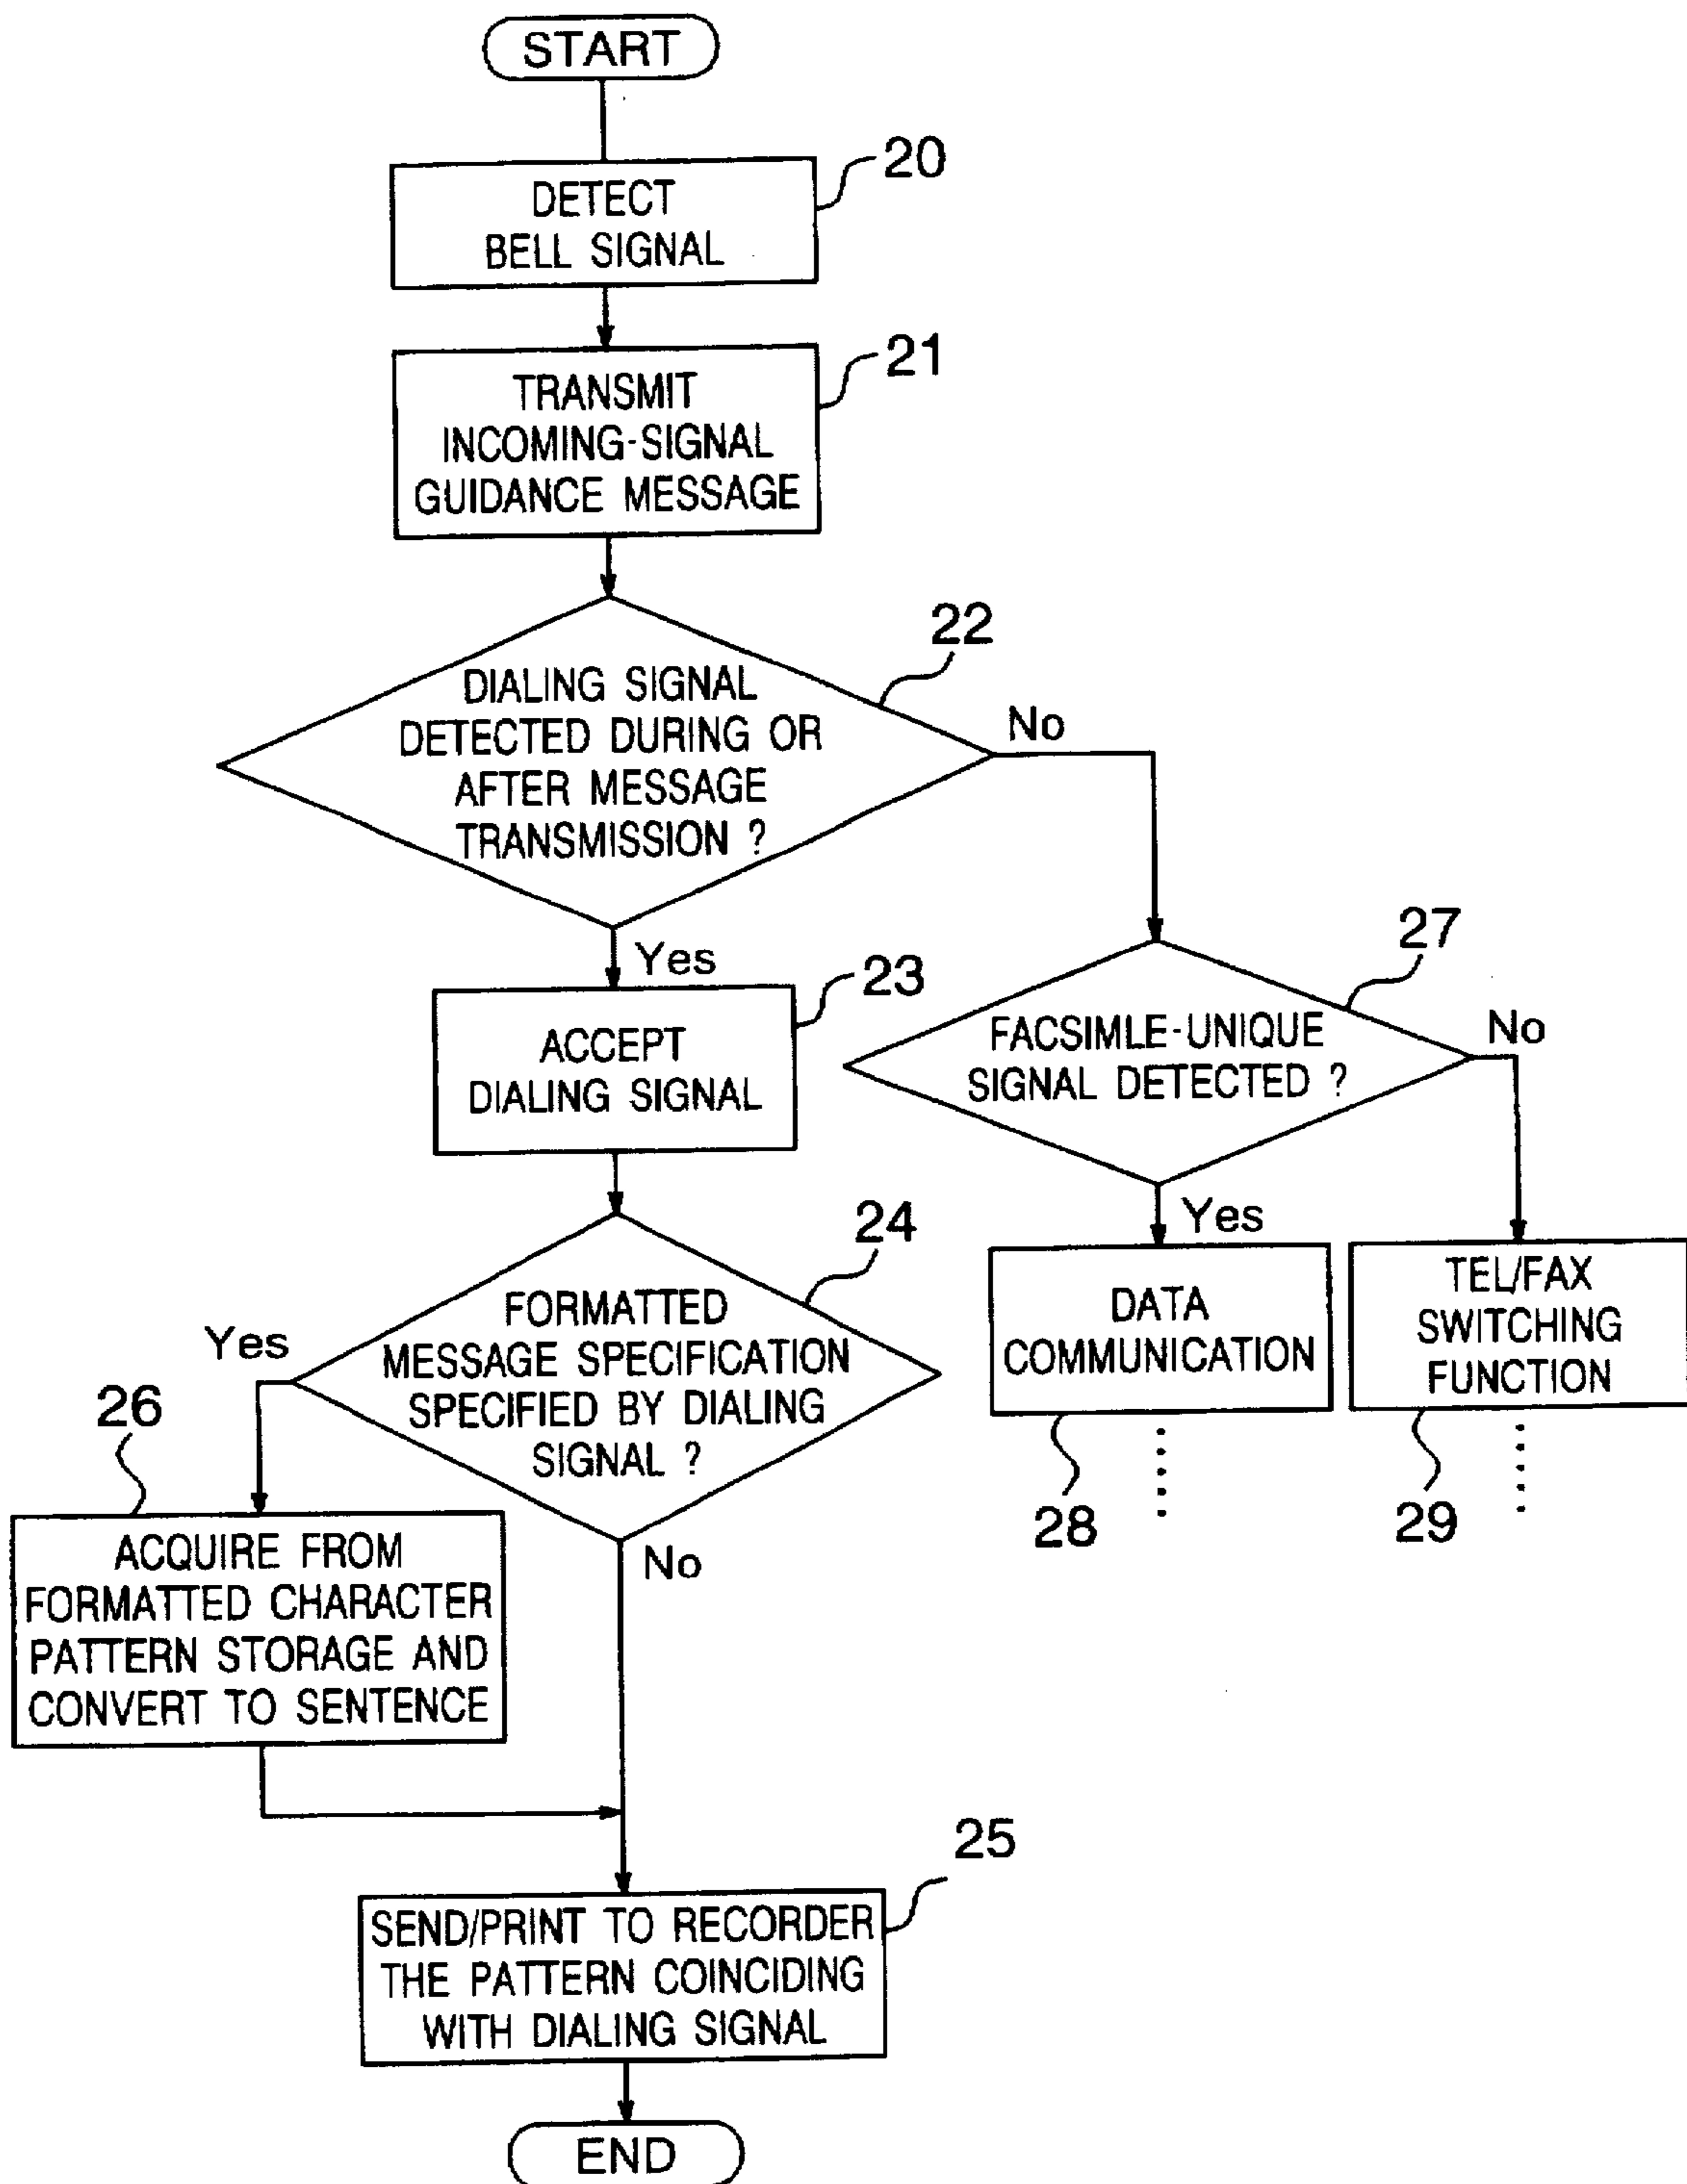 START
20
DETECT
BELL SIGNAL
21
TRANSMIT
INCOMING-SIGNAL
GUIDANCE MESSAGE
22
DIALING SIGNAL
DETECTED DURING OR
AFTER MESSAGE
TRANSMISSION ?
No
Yes
23
ACCEPT
DIALING SIGNAL
27
FACSIMLE-UNIQUE
SIGNAL DETECTED ?
No
Yes
24
FORMATTED
MESSAGE SPECIFICATION
SPECIFIED BY DIALING
SIGNAL ?
Yes
No
DATA
COMMUNICATION
28
TEL/FAX
SWITCHING
FUNCTION
29
26
ACQUIRE FROM
FORMATTED CHARACTER
PATTERN STORAGE AND
CONVERT TO SENTENCE
25
SEND/PRINT TO RECORDER
THE PATTERN COINCIDING
WITH DIALING SIGNAL
END